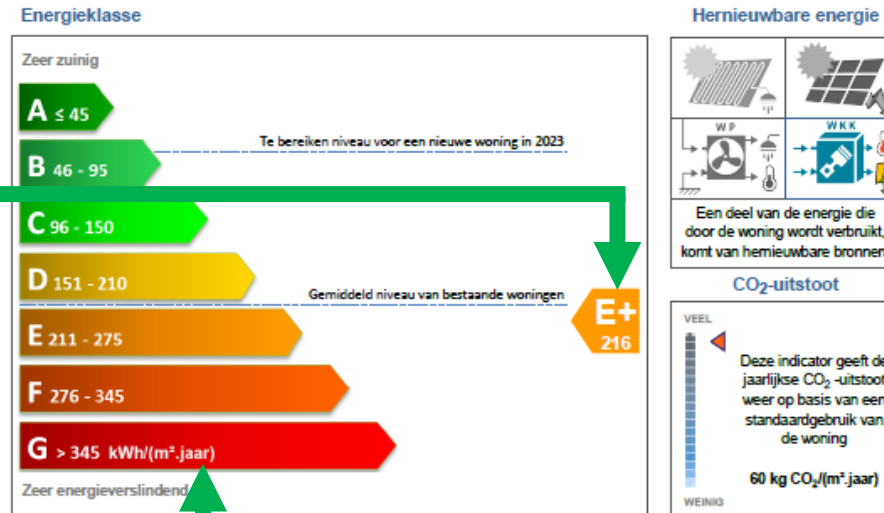 Energieklasse
Zeer zuinig
A ≤ 45
Te bereiken niveau voor een nieuwe woning in 2023
B 46 - 95
C 96 - 150
D 151 - 210
Gemiddeld niveau van bestaande woningen
E+
216
E 211 - 275
F 276 - 345
G > 345 kWh/(m².jaar)
Zeer energieverslindend
Hernieuwbare energie
WP
WKK
Een deel van de energie die
door de woning wordt verbruikt,
komt van hernieuwbare bronnen
CO₂-uitstoot
VEEL
Deze indicator geeft de
jaarlijkse CO₂ -uitstoot
weer op basis van een
standaardgebruik van
de woning
60 kg CO₂/(m².jaar)
WEINIG